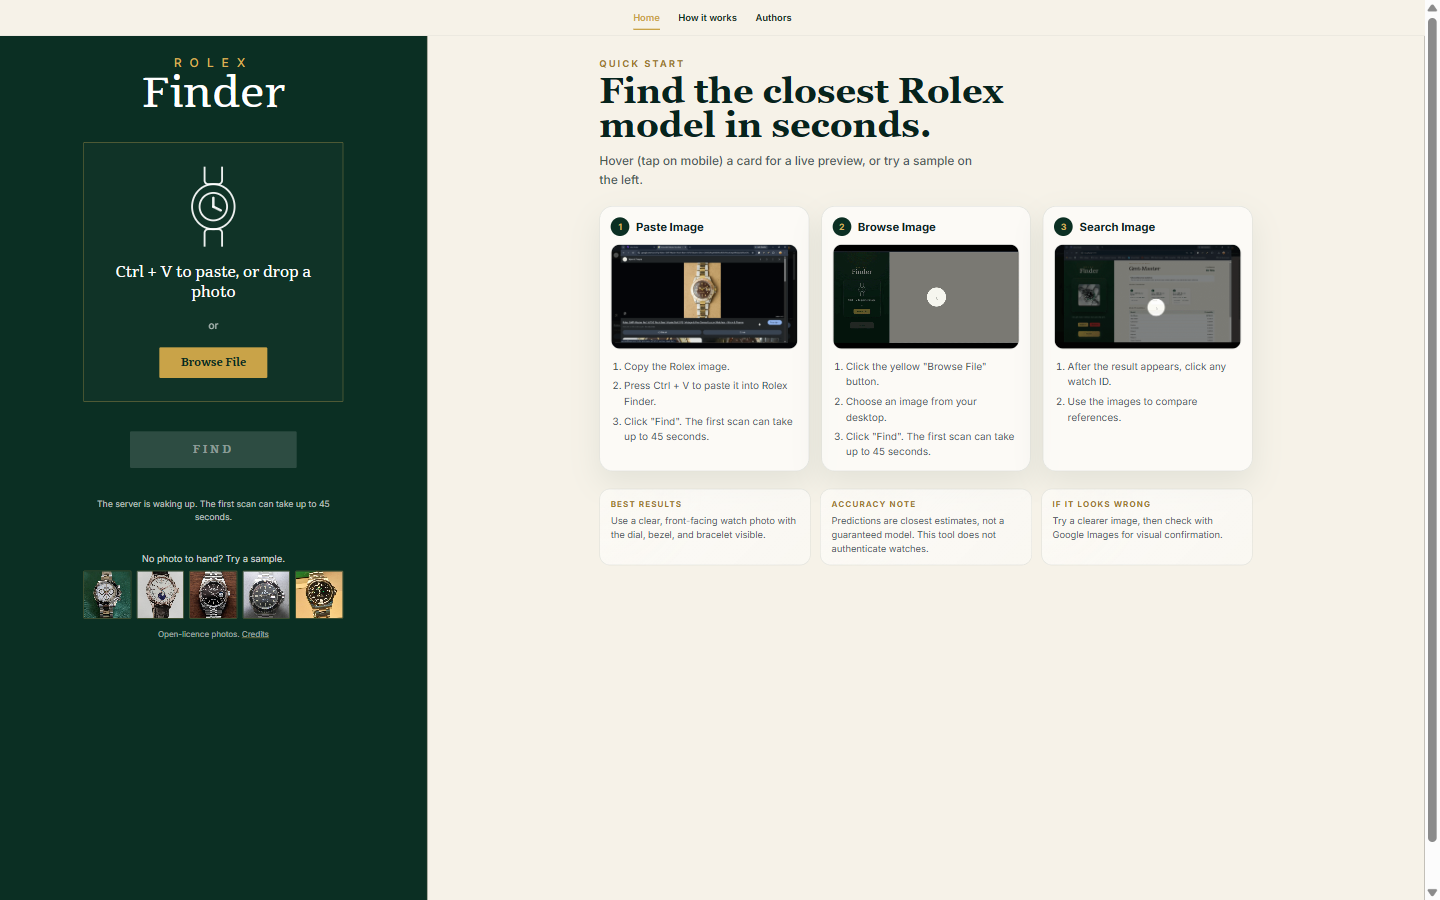 Home How it works Authors
ROLEX
Finder
Ctrl + V to paste, or drop a
photo
or
Browse File
FIND
The server is waking up. The first scan can take up to 45
seconds.
No photo to hand? Try a sample.
Open-licence photos. Credits
QUICK START
Find the closest Rolex
model in seconds.
Hover (tap on mobile) a card for a live preview, or try a sample on
the left.
1 Paste Image
1. Copy the Rolex image.
2. Press Ctrl + V to paste it into Rolex
Finder.
3. Click "Find". The first scan can take
up to 45 seconds.
2 Browse Image
Finder
1. Click the yellow "Browse File"
button.
2. Choose an image from your
desktop.
3. Click "Find". The first scan can take
up to 45 seconds.
3 Search Image
Finder
1. After the result appears, click any
watch ID.
2. Use the images to compare
references.
BEST RESULTS
Use a clear, front-facing watch photo with
the dial, bezel, and bracelet visible.
ACCURACY NOTE
Predictions are closest estimates, not a
guaranteed model. This tool does not
authenticate watches.
IF IT LOOKS WRONG
Try a clearer image, then check with
Google Images for visual confirmation.